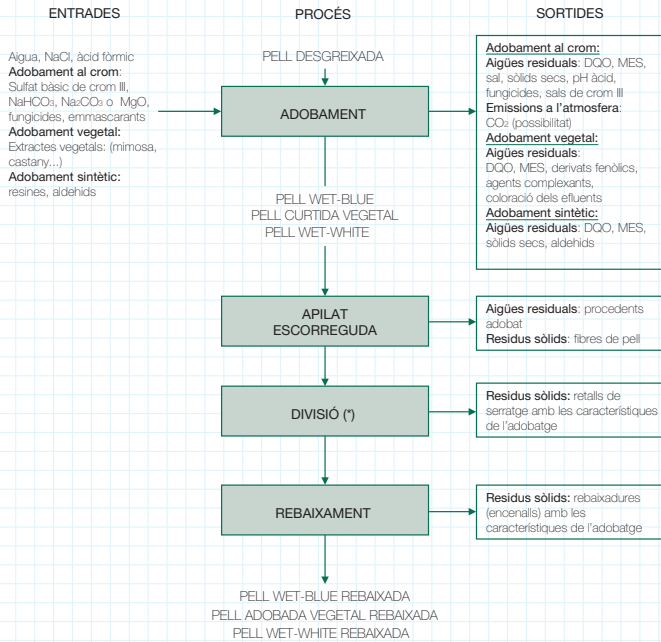 ENTRADES
PROCÉS
SORTIDES
Aigua, NaCl, àcid fòrmic
Adobament al crom:
Sulfat bàsic de crom III,
NaHCO₃, Na₂CO₃ o MgO,
fungicides, emmascarants
Adobament vegetal:
Extractes vegetals: (mimosa,
castany...)
Adobament sintètic:
resines, aldehids
PELL DESGREIXADA
ADOBAMENT
Adobament al crom:
Aigües residuals: DQO, MES,
sal, sòlids secs, pH àcid,
fungicides, sals de crom III
Emissions a l'atmosfera:
CO₂ (possibilitat)
Adobament vegetal:
Aigües residuals:
DQO, MES, derivats fenòlics,
agents complexants,
coloració dels efluents
Adobament sintètic:
Aigües residuals: DQO, MES,
sòlids secs, aldehids
PELL WET-BLUE
PELL CURTIDA VEGETAL
PELL WET-WHITE
APILAT
ESCORREGUDA
Aigües residuals: procedents
adobat
Residus sòlids: fibres de pell
DIVISIÓ (*)
Residus sòlids: retalls de
serratge amb les característiques
de l'adobatge
REBAIXAMENT
Residus sòlids: rebaixadures
(encenalls) amb les
característiques de l'adobatge
PELL WET-BLUE REBAIXADA
PELL ADOBADA VEGETAL REBAIXADA
PELL WET-WHITE REBAIXADA